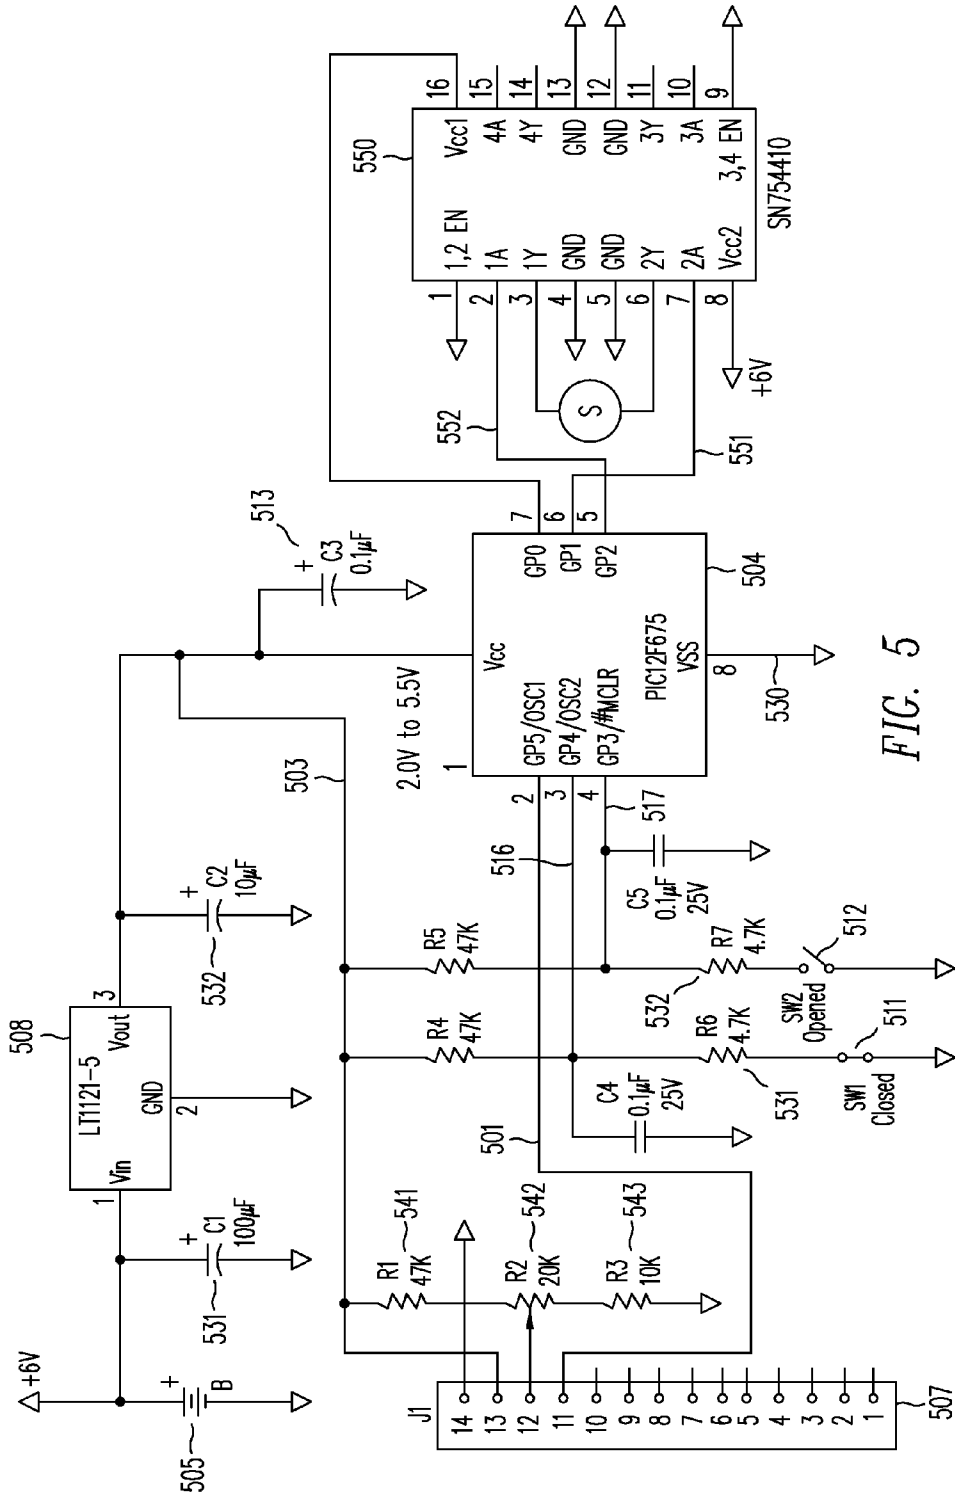 +6V
505
+
B
531
+
C1
100µF
1
Vin
LT1121-5
GND
2
Vout
3
508
532
+
C2
10µF
503
513
+
C3
0.1µF
2.0V to 5.5V
1
Vcc
GP5/OSC1
GP4/OSC2
GP3/#MCLR
PIC12F675
VSS
8
530
504
GP0
GP1
GP2
7
6
5
2
3
4
501
516
517
R1
47K
541
R2
20K
542
R3
10K
543
R4
47K
R5
47K
C4
0.1µF
25V
C5
0.1µF
25V
R6
4.7K
531
R7
4.7K
532
SW1
Closed
511
SW2
Opened
512
J1
14
13
12
11
10
9
8
7
6
5
4
3
2
1
507
552
551
S
+6V
550
1
2
3
4
5
6
7
8
1,2 EN
1A
1Y
GND
GND
2Y
2A
Vcc2
Vcc1
4A
4Y
GND
GND
3Y
3A
3,4 EN
16
15
14
13
12
11
10
9
SN754410
FIG. 5